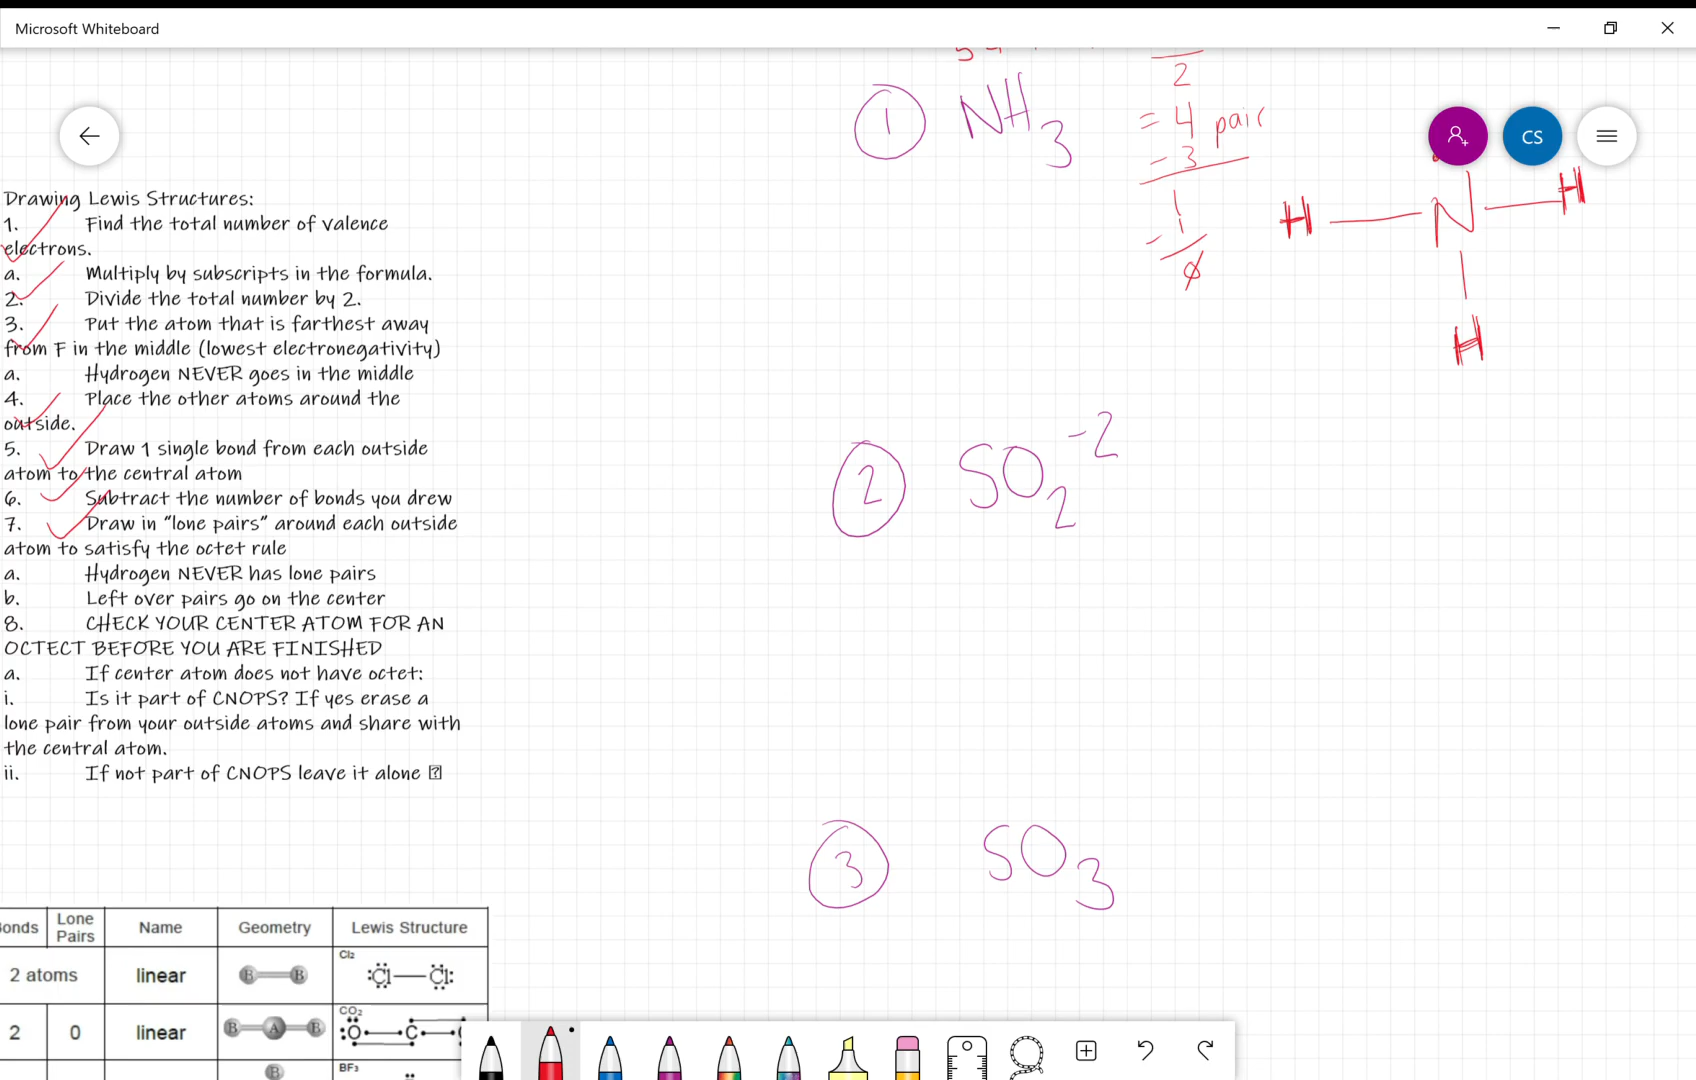 Microsoft Whiteboard
Drawing Lewis Structures:
1. Find the total number of valence
electrons.
a. Multiply by subscripts in the formula.
2. Divide the total number by 2.
3. Put the atom that is farthest away
from F in the middle (lowest electronegativity)
a. Hydrogen NEVER goes in the middle
4. Place the other atoms around the
outside.
5. Draw 1 single bond from each outside
atom to the central atom
6. Subtract the number of bonds you drew
7. Draw in "lone pairs" around each outside
atom to satisfy the octet rule
a. Hydrogen NEVER has lone pairs
b. Left over pairs go on the center
8. CHECK YOUR CENTER ATOM FOR AN
OCTECT BEFORE YOU ARE FINISHED
a. If center atom does not have octet:
i. Is it part of CNOPS? If yes erase a
lone pair from your outside atoms and share with
the central atom.
ii. If not part of CNOPS leave it alone
1 NH3
2
= 4 pair
- 3
1
- 1
0
CS
H N H
H
2 SO2-2
3 SO3
Lone
Pairs Name Geometry Lewis Structure
2 atoms linear B B Cl2
:Cl—Cl:
2 0 linear B A B CO2
:O C
B BF3